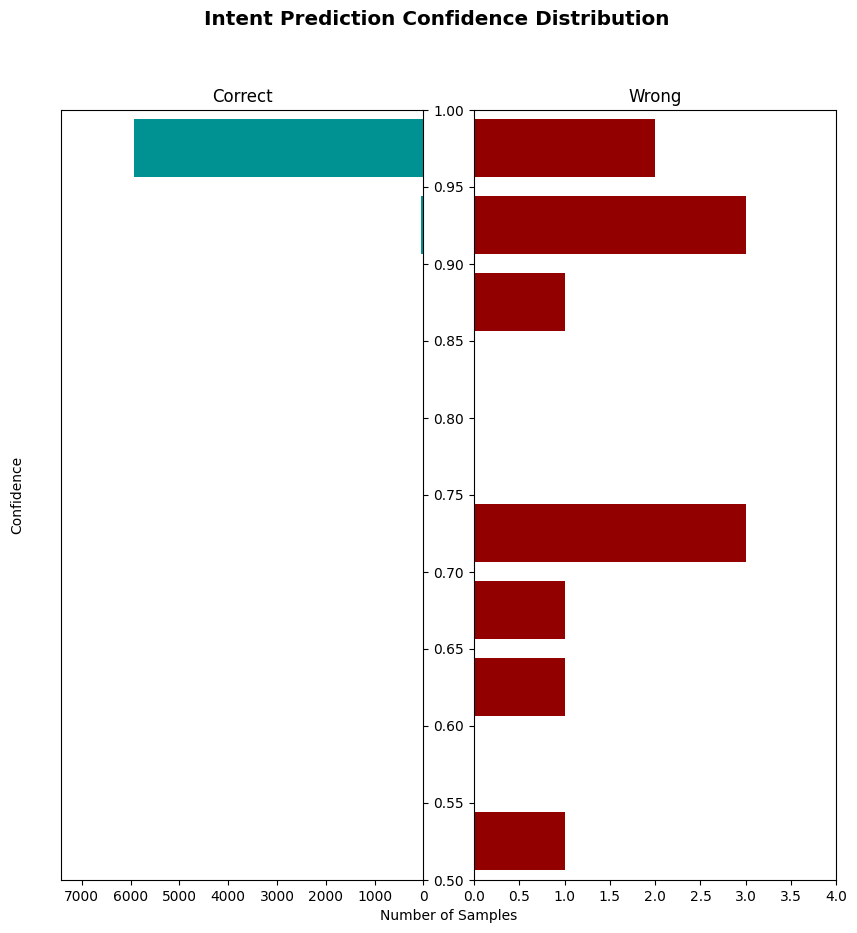 Intent Prediction Confidence Distribution
Correct
Wrong
1.00
0.95
0.90
0.85
0.80
0.75
0.70
0.65
0.60
0.55
0.50
Confidence
7000 6000 5000 4000 3000 2000 1000 0
0.0 0.5 1.0 1.5 2.0 2.5 3.0 3.5 4.0
Number of Samples